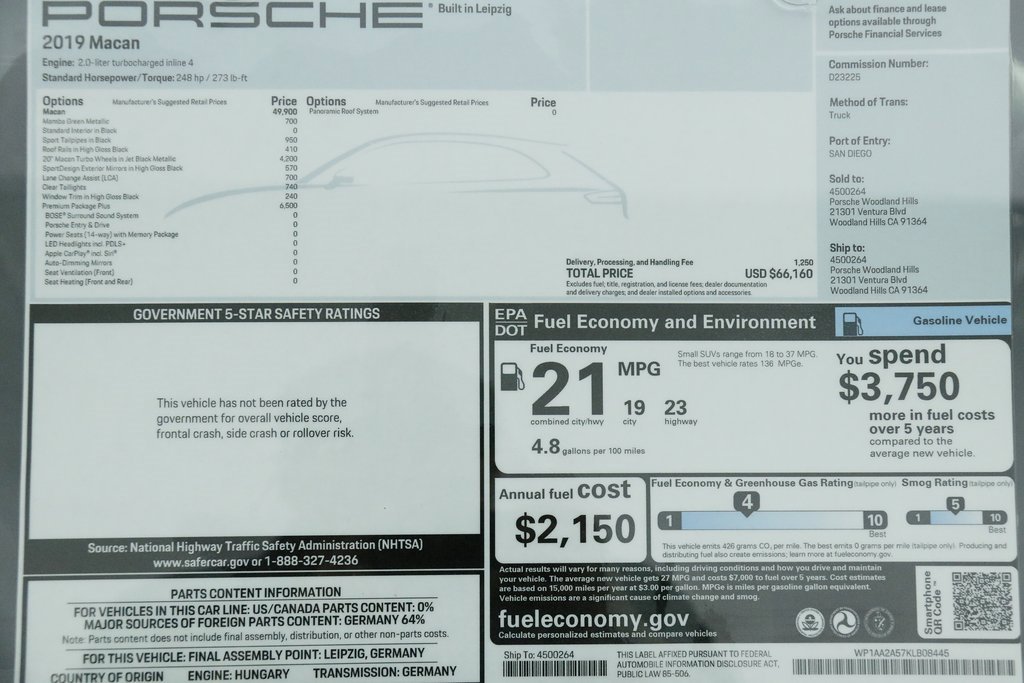 PORSCHE® Built in Leipzig
2019 Macan
Engine: 2.0-liter turbocharged inline 4
Standard Horsepower/Torque: 248 hp / 273 lb-ft
Options Manufacturer's Suggested Retail Prices Price
Macan 49,900
Mamba Green Metallic 700
Standard Interior in Black 0
Sport Tailpipes in Black 950
Roof Rails in High Gloss Black 410
20" Macan Turbo Wheels in Jet Black Metallic 4,200
SportDesign Exterior Mirrors in High Gloss Black 570
Lane Change Assist (LCA) 700
Clear Taillights 740
Window Trim in High Gloss Black 240
Premium Package Plus 6,500
BOSE® Surround Sound System 0
Porsche Entry & Drive 0
Power Seats (14-way) with Memory Package 0
LED Headlights incl. PDLS+ 0
Apple CarPlay® incl. Siri® 0
Auto-Dimming Mirrors 0
Seat Ventilation (Front) 0
Seat Heating (Front and Rear) 0
Options Manufacturer's Suggested Retail Prices Price
Panoramic Roof System 0
Delivery, Processing, and Handling Fee 1,250
TOTAL PRICE USD $66,160
Excludes fuel, title, registration, and license fees, dealer documentation
and delivery charges; and dealer installed options and accessories.
Ask about finance and lease
options available through
Porsche Financial Services
Commission Number:
D23225
Method of Trans:
Truck
Port of Entry:
SAN DIEGO
Sold to:
4500264
Porsche Woodland Hills
21301 Ventura Blvd
Woodland Hills CA 91364
Ship to:
4500264
Porsche Woodland Hills
21301 Ventura Blvd
Woodland Hills CA 91364
GOVERNMENT 5-STAR SAFETY RATINGS
This vehicle has not been rated by the
government for overall vehicle score,
frontal crash, side crash or rollover risk.
Source: National Highway Traffic Safety Administration (NHTSA)
www.safercar.gov or 1-888-327-4236
PARTS CONTENT INFORMATION
FOR VEHICLES IN THIS CAR LINE: US/CANADA PARTS CONTENT: 0%
MAJOR SOURCES OF FOREIGN PARTS CONTENT: GERMANY 64%
Note: Parts content does not include final assembly, distribution, or other non-parts costs.
FOR THIS VEHICLE: FINAL ASSEMBLY POINT: LEIPZIG, GERMANY
COUNTRY OF ORIGIN ENGINE: HUNGARY TRANSMISSION: GERMANY
EPA
DOT Fuel Economy and Environment
Gasoline Vehicle
Fuel Economy
21 MPG
combined city/hwy
19 city
23 highway
4.8 gallons per 100 miles
Small SUVs range from 18 to 37 MPG.
The best vehicle rates 136 MPGe.
You spend
$3,750
more in fuel costs
over 5 years
compared to the
average new vehicle.
Annual fuel cost
$2,150
Fuel Economy & Greenhouse Gas Rating (tailpipe only)
1 4 10
Best
Smog Rating (tailpipe only)
1 5 10
Best
This vehicle emits 426 grams CO₂ per mile. The best emits 0 grams per mile (tailpipe only). Producing and
distributing fuel also create emissions; learn more at fueleconomy.gov.
Actual results will vary for many reasons, including driving conditions and how you drive and maintain
your vehicle. The average new vehicle gets 27 MPG and costs $7,000 to fuel over 5 years. Cost estimates
are based on 15,000 miles per year at $3.00 per gallon. MPGe is miles per gasoline gallon equivalent.
Vehicle emissions are a significant cause of climate change and smog.
fueleconomy.gov
Calculate personalized estimates and compare vehicles
Smartphone
QR Code™
Ship To: 4500264
THIS LABEL AFFIXED PURSUANT TO FEDERAL
AUTOMOBILE INFORMATION DISCLOSURE ACT,
PUBLIC LAW 85-506.
WP1AA2A57KLB08445